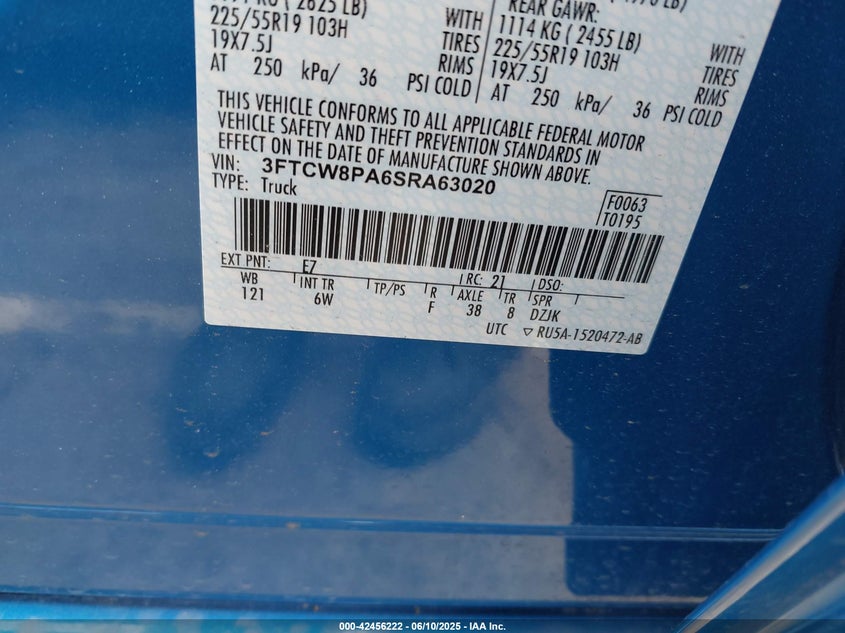 KG ( 2625 LB)
225/55R19 103H
WITH
19X7.5J
TIRES
RIMS
AT 250 kPa/ 36 PSI COLD
REAR GAWR:
1114 KG ( 2455 LB)
WITH
225/55R19 103H
TIRES
19X7.5J
RIMS
AT 250 kPa/ 36 PSI COLD
THIS VEHICLE CONFORMS TO ALL APPLICABLE FEDERAL MOTOR
VEHICLE SAFETY AND THEFT PREVENTION STANDARDS IN
EFFECT ON THE DATE OF MANUFACTURE SHOWN ABOVE.
VIN: 3FTCW8PA6SRA63020
TYPE: Truck
F0063
T0195
EXT PNT: E7 RC: 21 DSO:
WB INT TR TP/PS R AXLE TR SPR
121 6W F 38 8 DZJK
UTC ▽ RU5A-1520472-AB
000-42456222 - 06/10/2025 - IAA Inc.